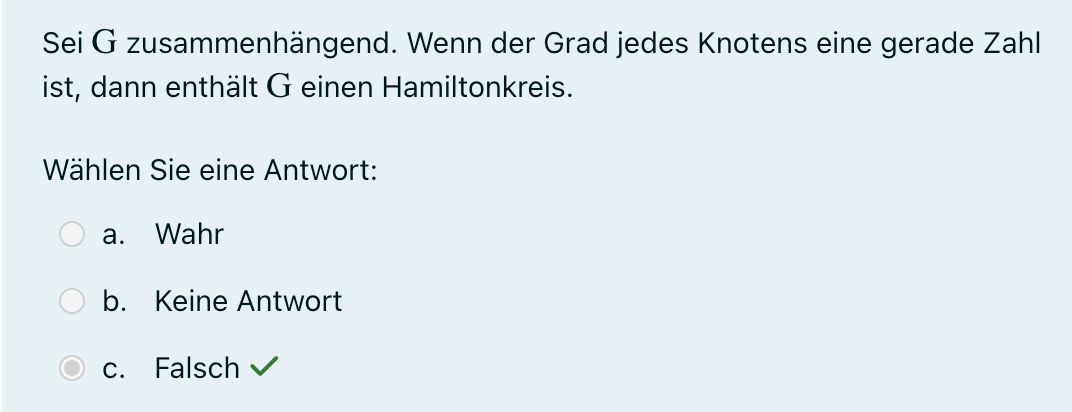 Sei G zusammenhängend. Wenn der Grad jedes Knotens eine gerade Zahl
ist, dann enthält G einen Hamiltonkreis.
Wählen Sie eine Antwort:
a. Wahr
b. Keine Antwort
c. Falsch